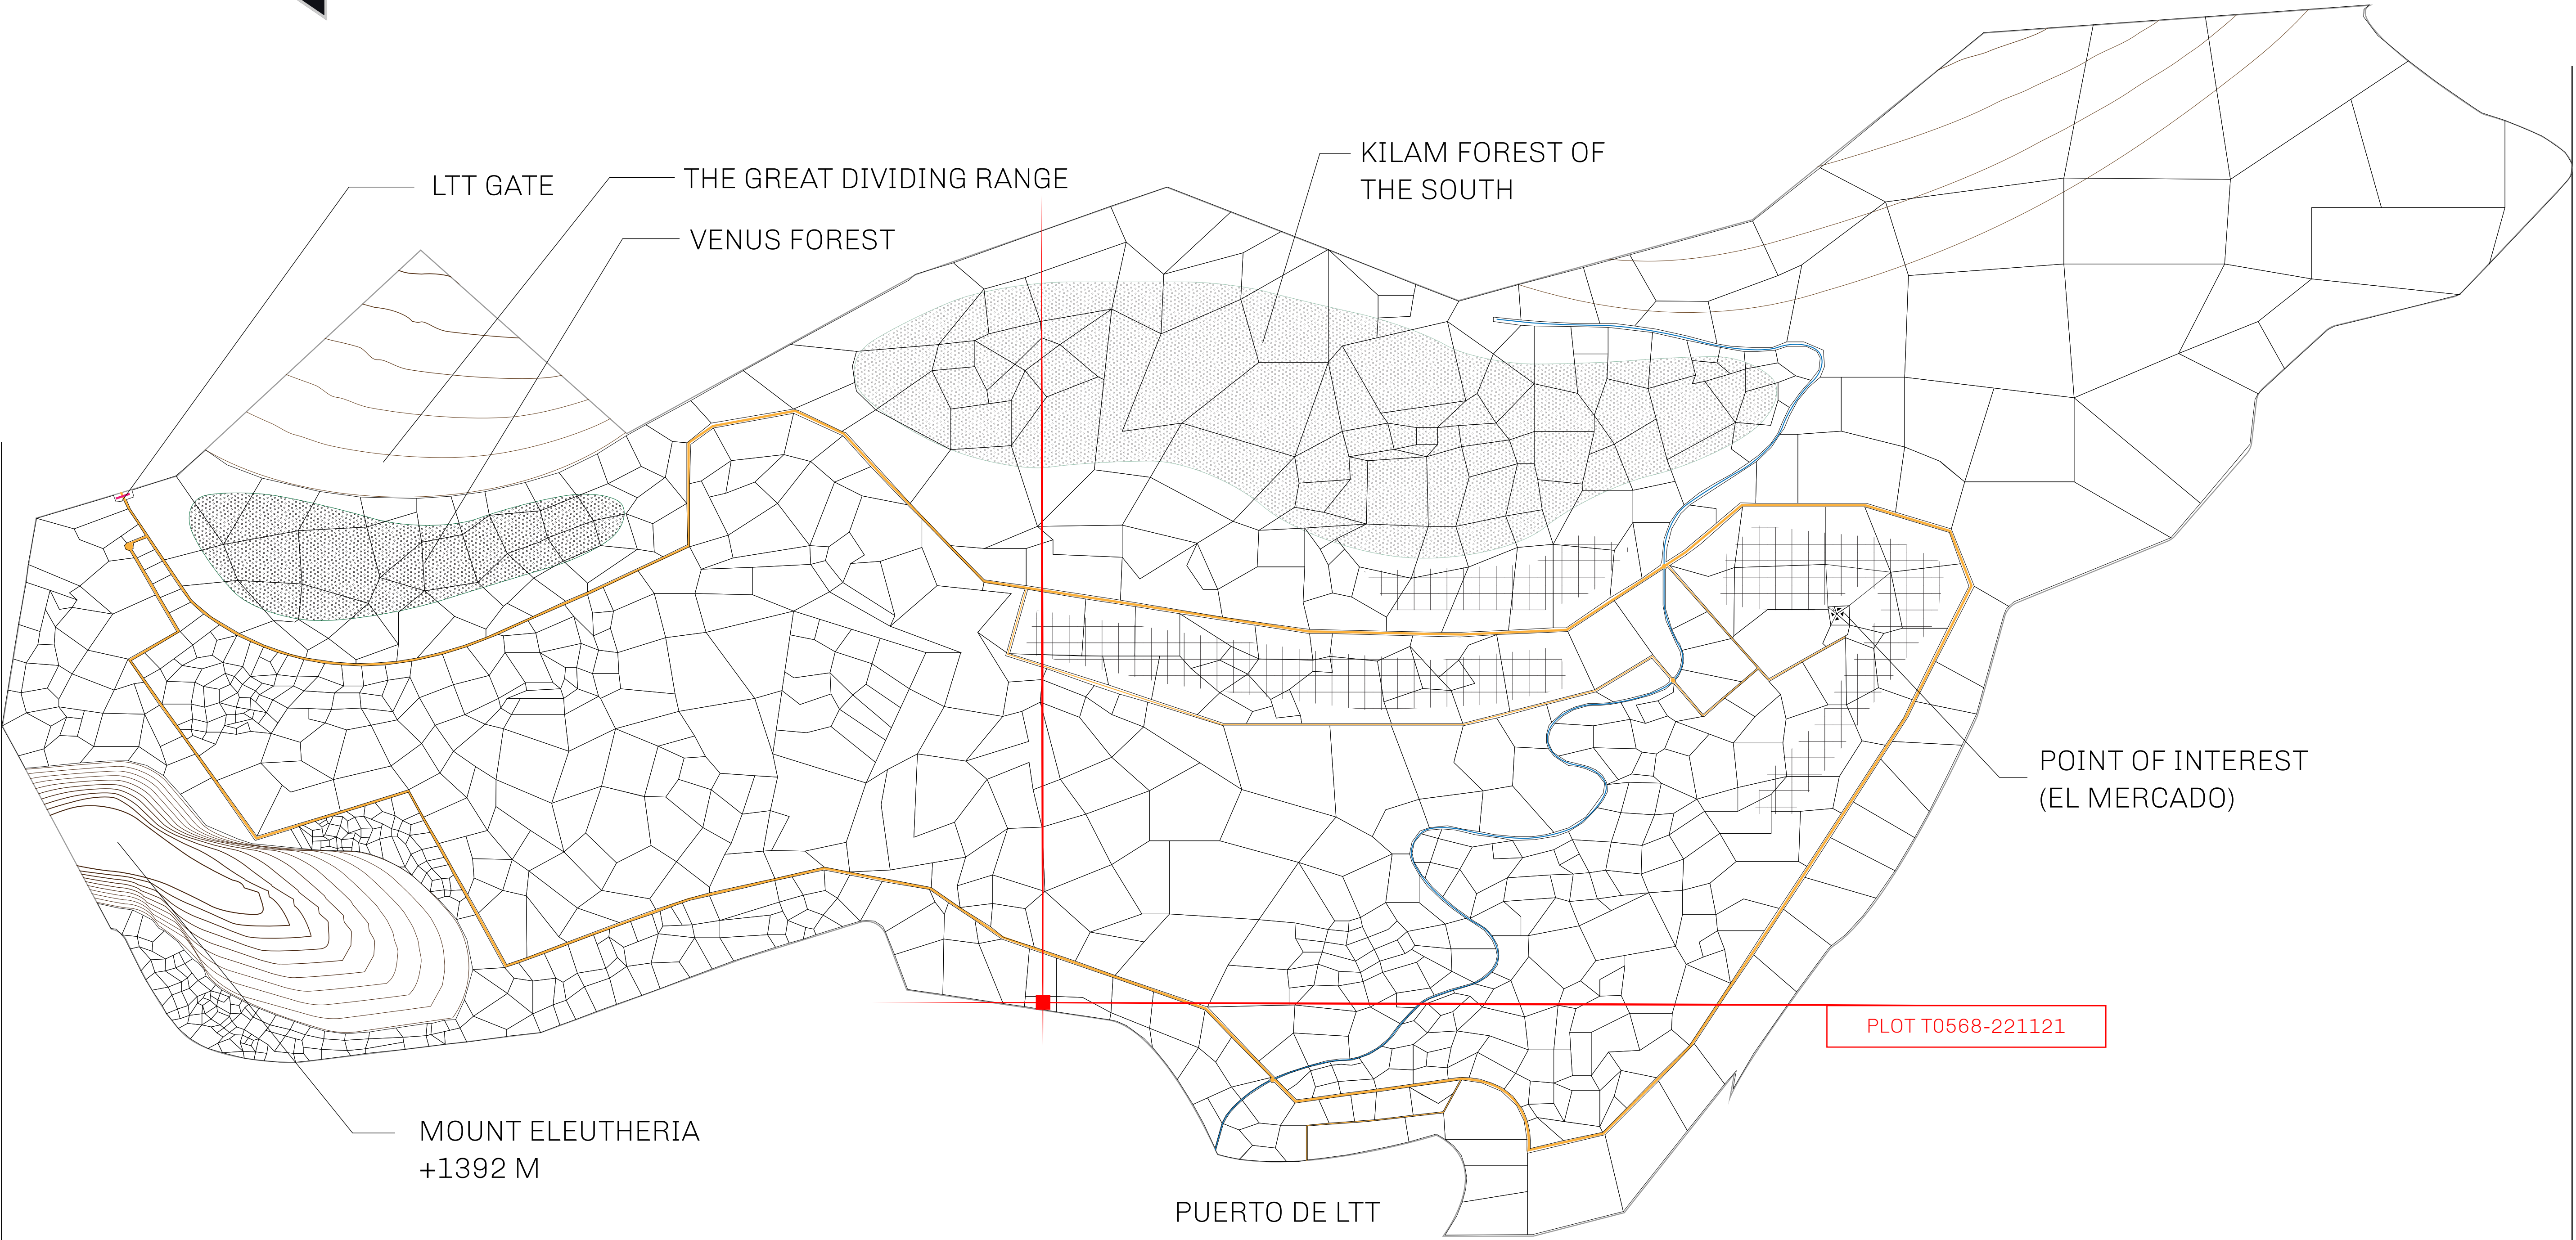 KILAM FOREST OF
THE SOUTH
LTT GATE
THE GREAT DIVIDING RANGE
VENUS FOREST
POINT OF INTEREST
(EL MERCADO)
PLOT T0568-221121
MOUNT ELEUTHERIA
+1392 M
PUERTO DE LTT